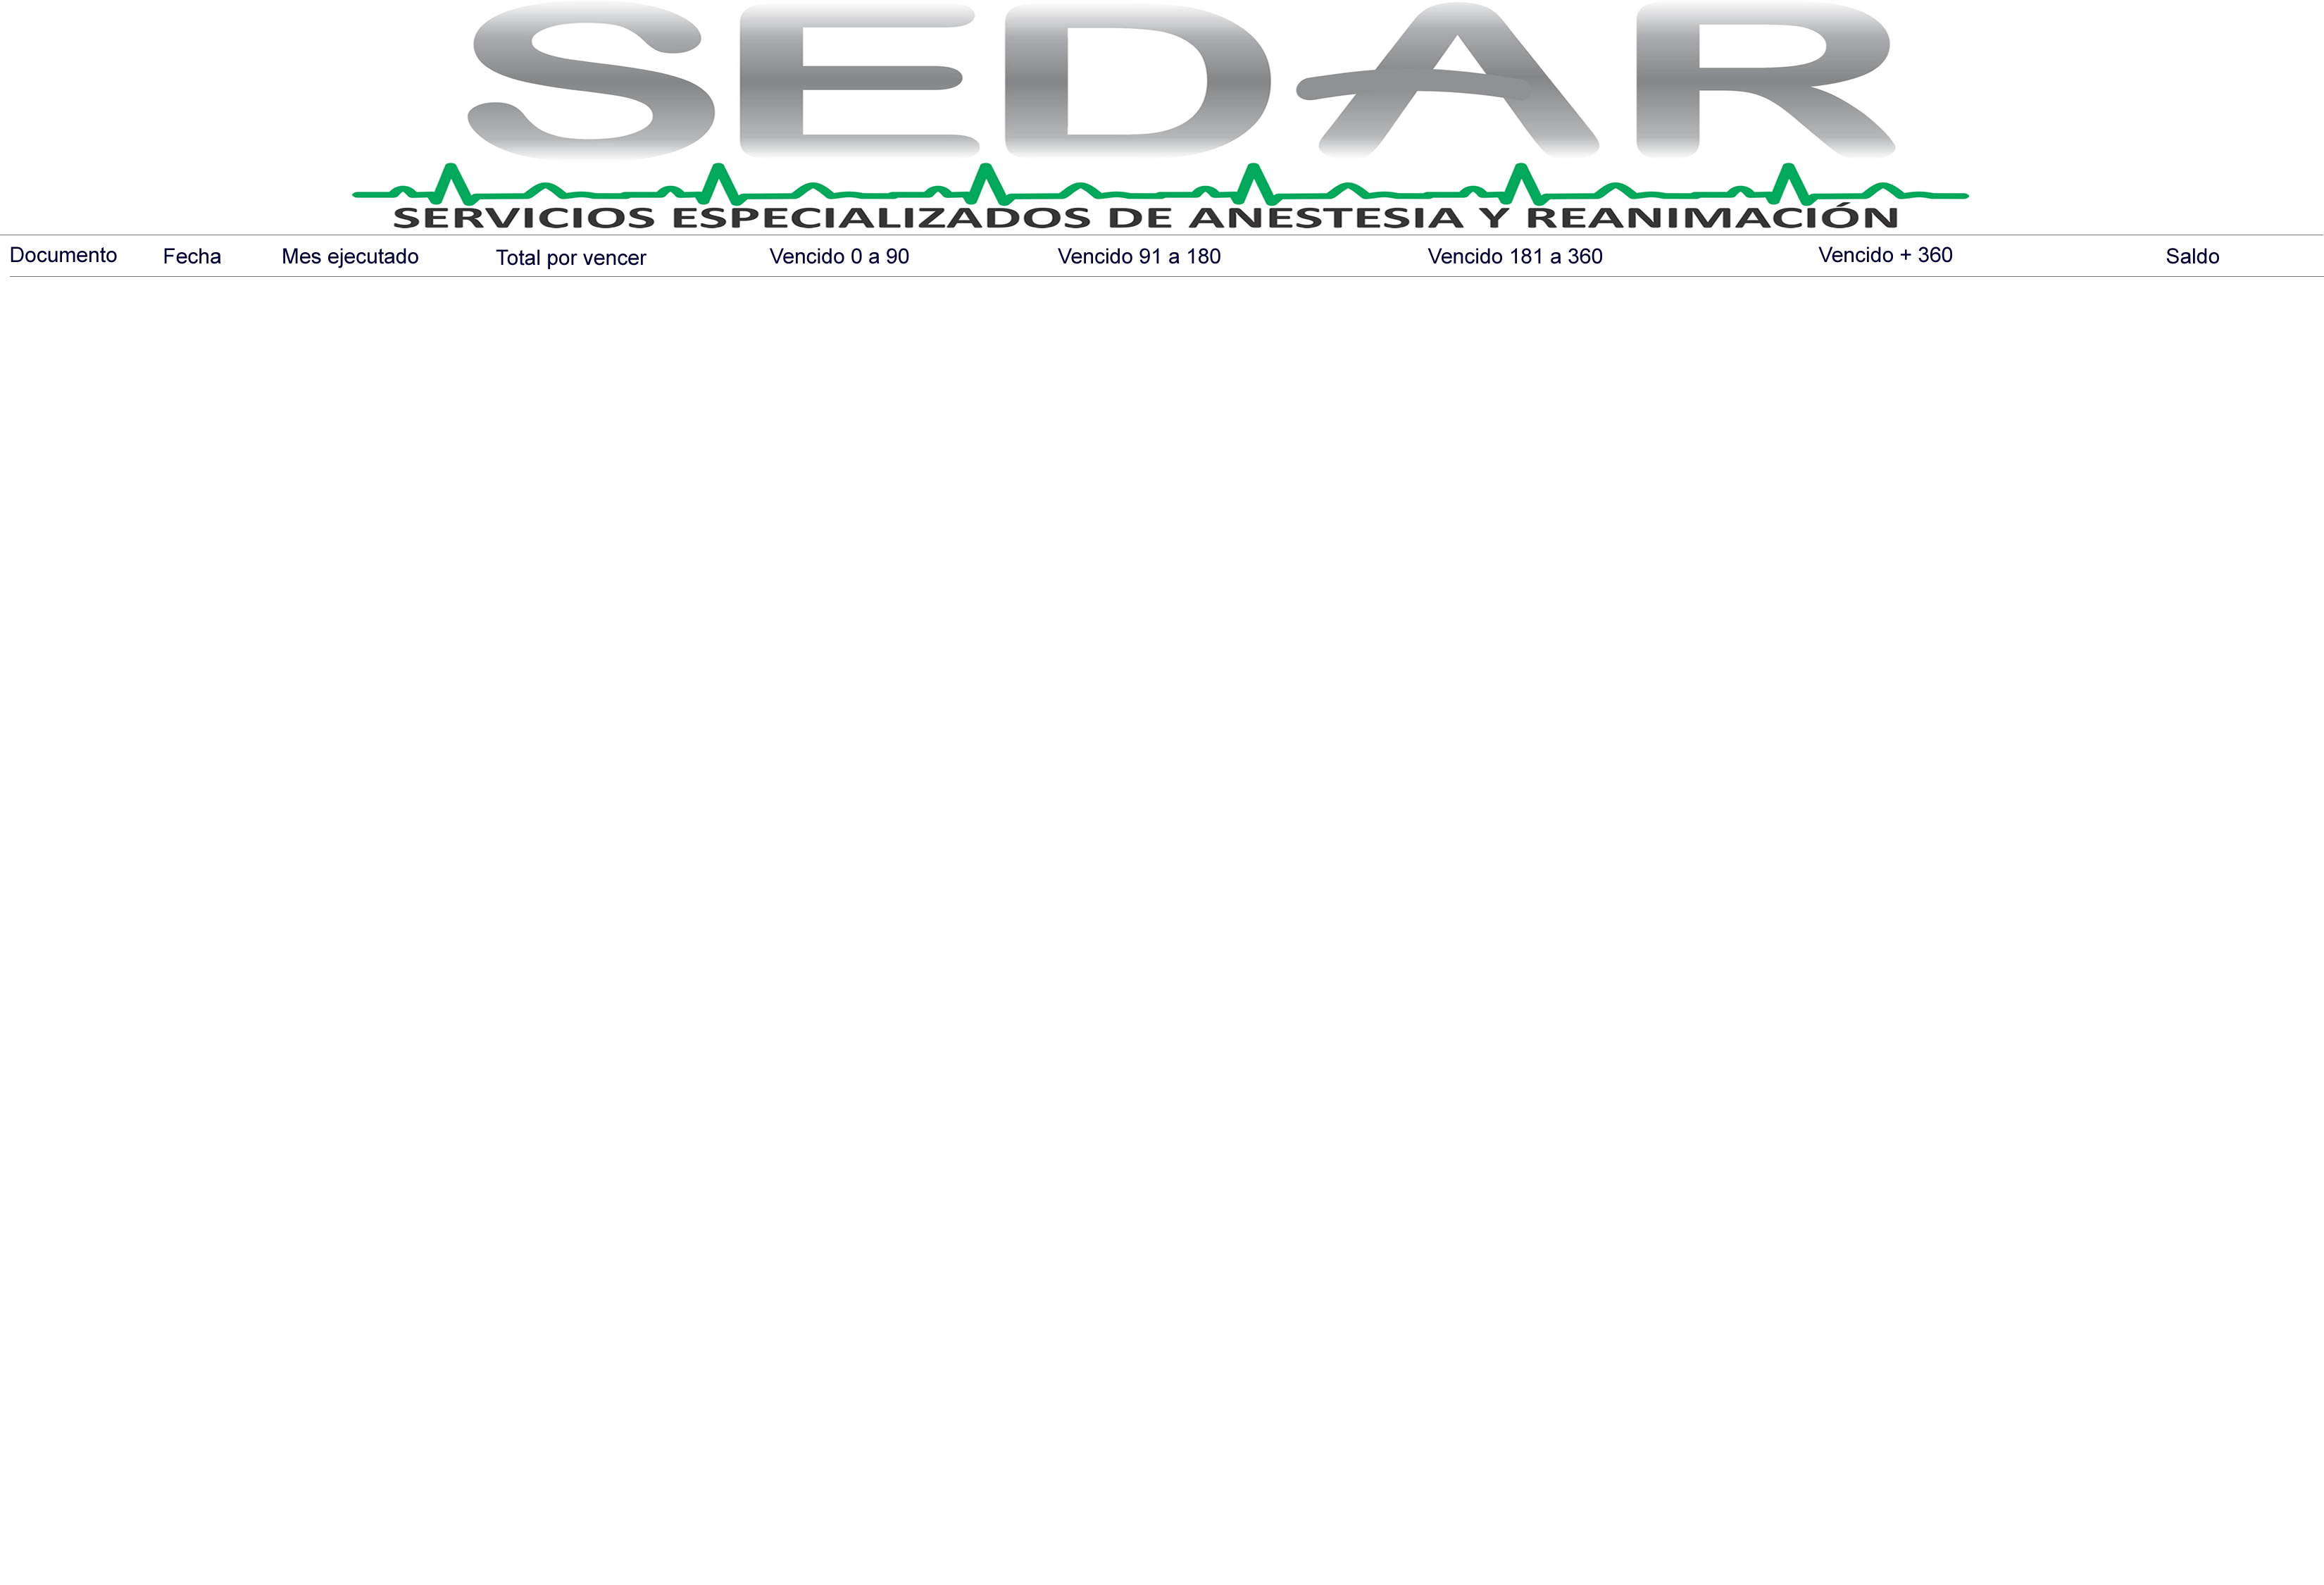 SEDAR
SERVICIOS ESPECIALIZADOS DE ANESTESIA Y REANIMACIÓN
Documento Fecha Mes ejecutado Total por vencer Vencido 0 a 90 Vencido 91 a 180 Vencido 181 a 360 Vencido + 360 Saldo